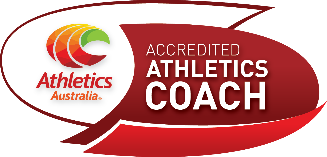 Athletics
Australia
ACCREDITED
ATHLETICS
COACH